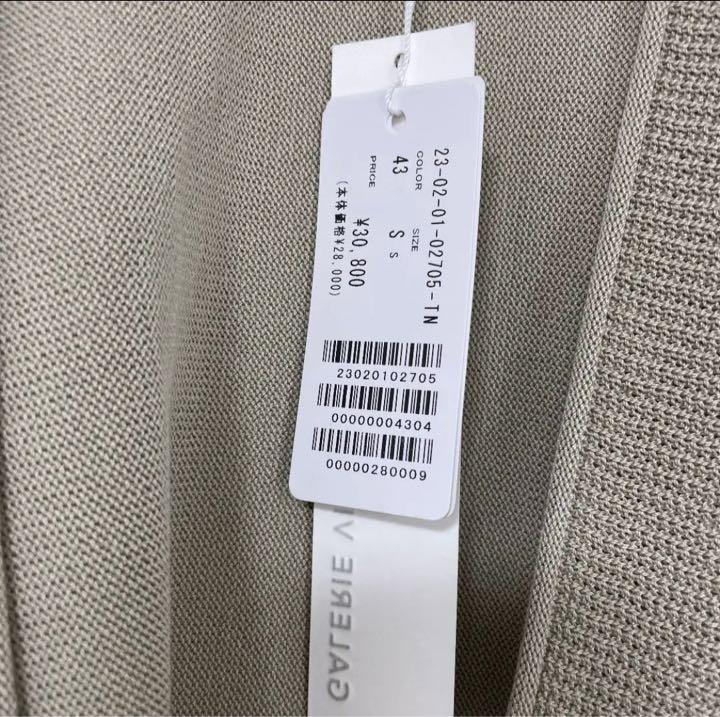 23-02-01-02705-TN
COLOR SIZE
43 S s
PRICE
¥30,800
(本体価格¥28,000)
23020102705
00000004304
00000280009
GALERIE VI